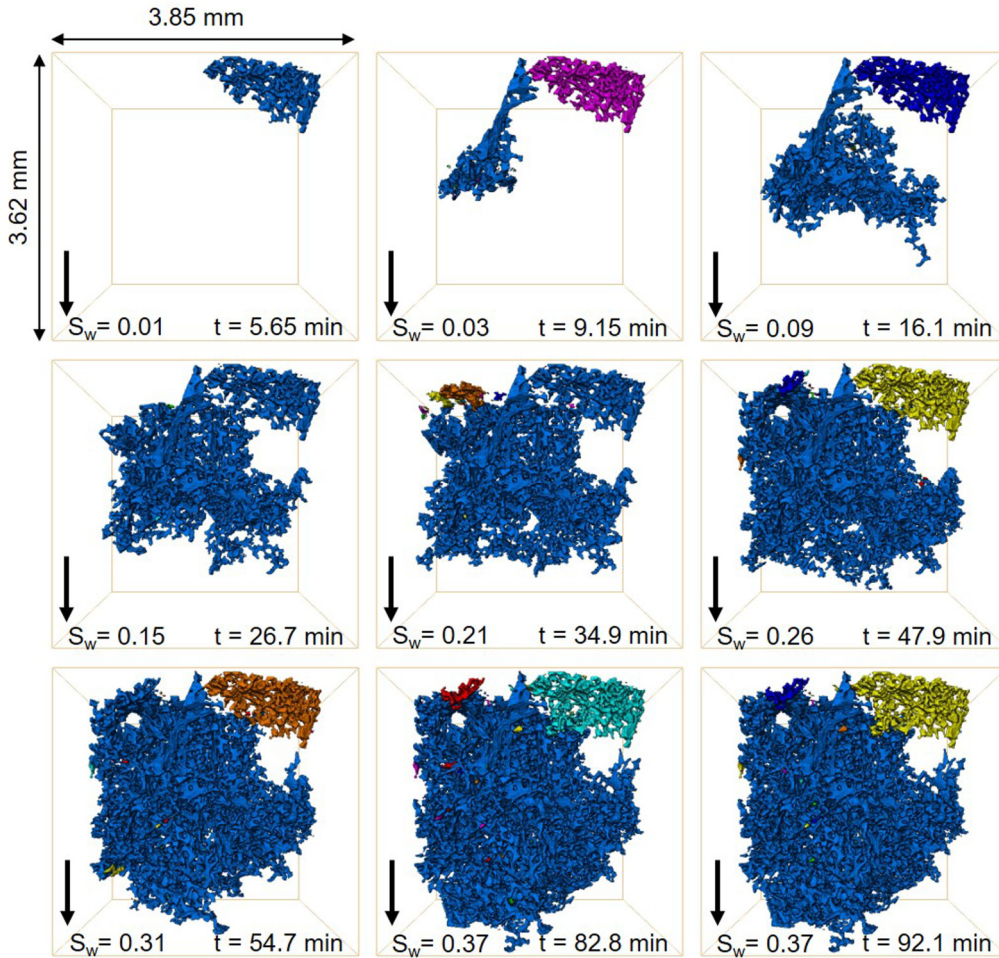 3.85 mm
3.62 mm
Sw= 0.01 t = 5.65 min
Sw= 0.03 t = 9.15 min
Sw= 0.09 t = 16.1 min
Sw= 0.15 t = 26.7 min
Sw= 0.21 t = 34.9 min
Sw= 0.26 t = 47.9 min
Sw= 0.31 t = 54.7 min
Sw= 0.37 t = 82.8 min
Sw= 0.37 t = 92.1 min